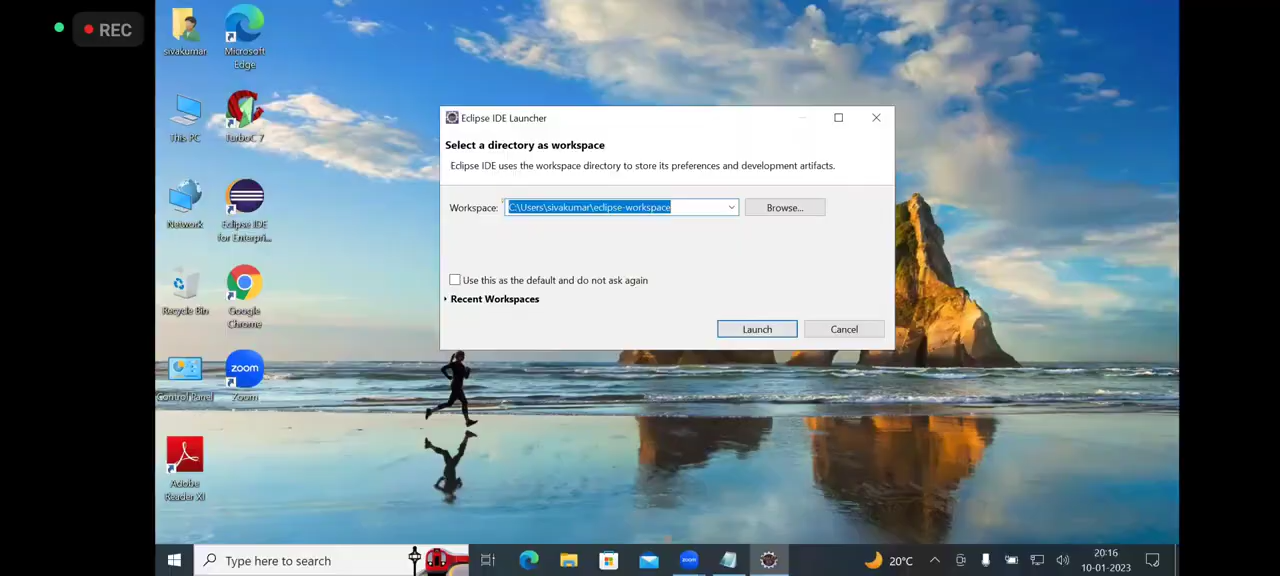 REC
sivakumar
Microsoft
Edge
This PC
TurboC 7
Network
Eclipse IDE
for Enterpri...
Recycle Bin
Google
Chrome
zoom
Control Panel
Zoom
Adobe
Reader XI
Eclipse IDE Launcher
Select a directory as workspace
Eclipse IDE uses the workspace directory to store its preferences and development artifacts.
Workspace: C:\Users\sivakumar\eclipse-workspace Browse...
Use this as the default and do not ask again
Recent Workspaces
Launch Cancel
Type here to search
zoom
20°C
20:16
10-01-2023